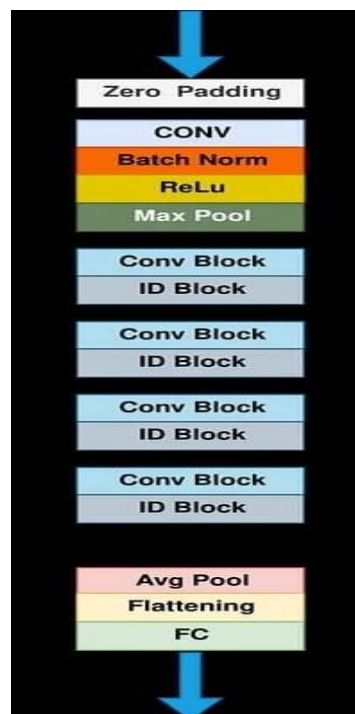 Zero Padding
CONV
Batch Norm
ReLu
Max Pool
Conv Block
ID Block
Conv Block
ID Block
Conv Block
ID Block
Conv Block
ID Block
Avg Pool
Flattening
FC